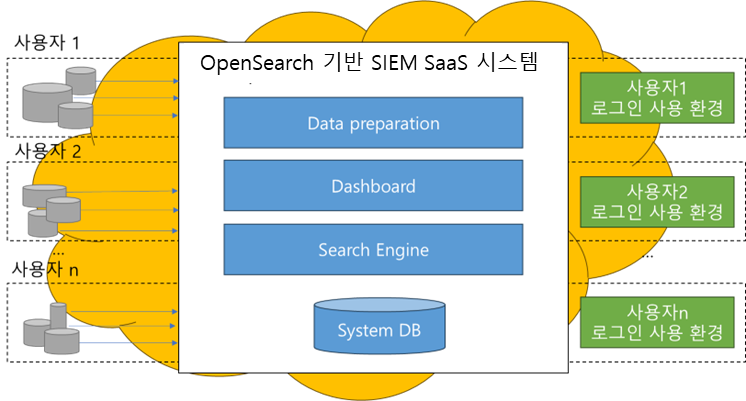 사용자 1
OpenSearch 기반 SIEM SaaS 시스템
사용자1
로그인 사용 환경
Data preparation
사용자 2
Dashboard
사용자2
로그인 사용 환경
Search Engine
...
...
사용자 n
사용자n
로그인 사용 환경
System DB